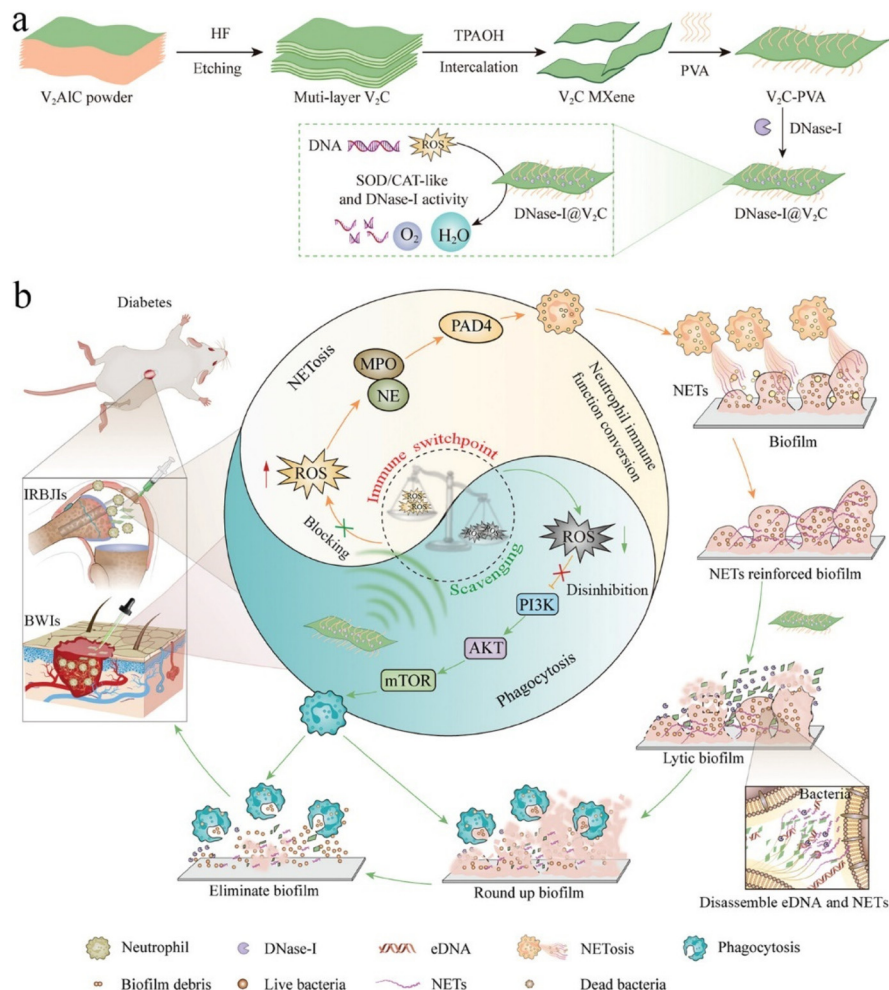 a
HF
Etching
TPAOH
Intercalation
PVA
V₂AlC powder
Muti-layer V₂C
V₂C MXene
V₂C-PVA
DNase-I
DNA
ROS
SOD/CAT-like
and DNase-I activity
O₂
H₂O
DNase-I@V₂C
DNase-I@V₂C
b
Diabetes
IRBJIs
BWIs
NETosis
ROS
MPO
NE
PAD4
Neutrophil immune
function conversion
Immune switchpoint
ROS
ROS
ROS
Blocking
Scavenging
ROS
Disinhibition
PI3K
AKT
mTOR
Phagocytosis
NETs
Biofilm
NETs reinforced biofilm
Lytic biofilm
Bacteria
Disassemble eDNA and NETs
Round up biofilm
Eliminate biofilm
Neutrophil
DNase-I
eDNA
NETosis
Phagocytosis
Biofilm debris
Live bacteria
NETs
Dead bacteria